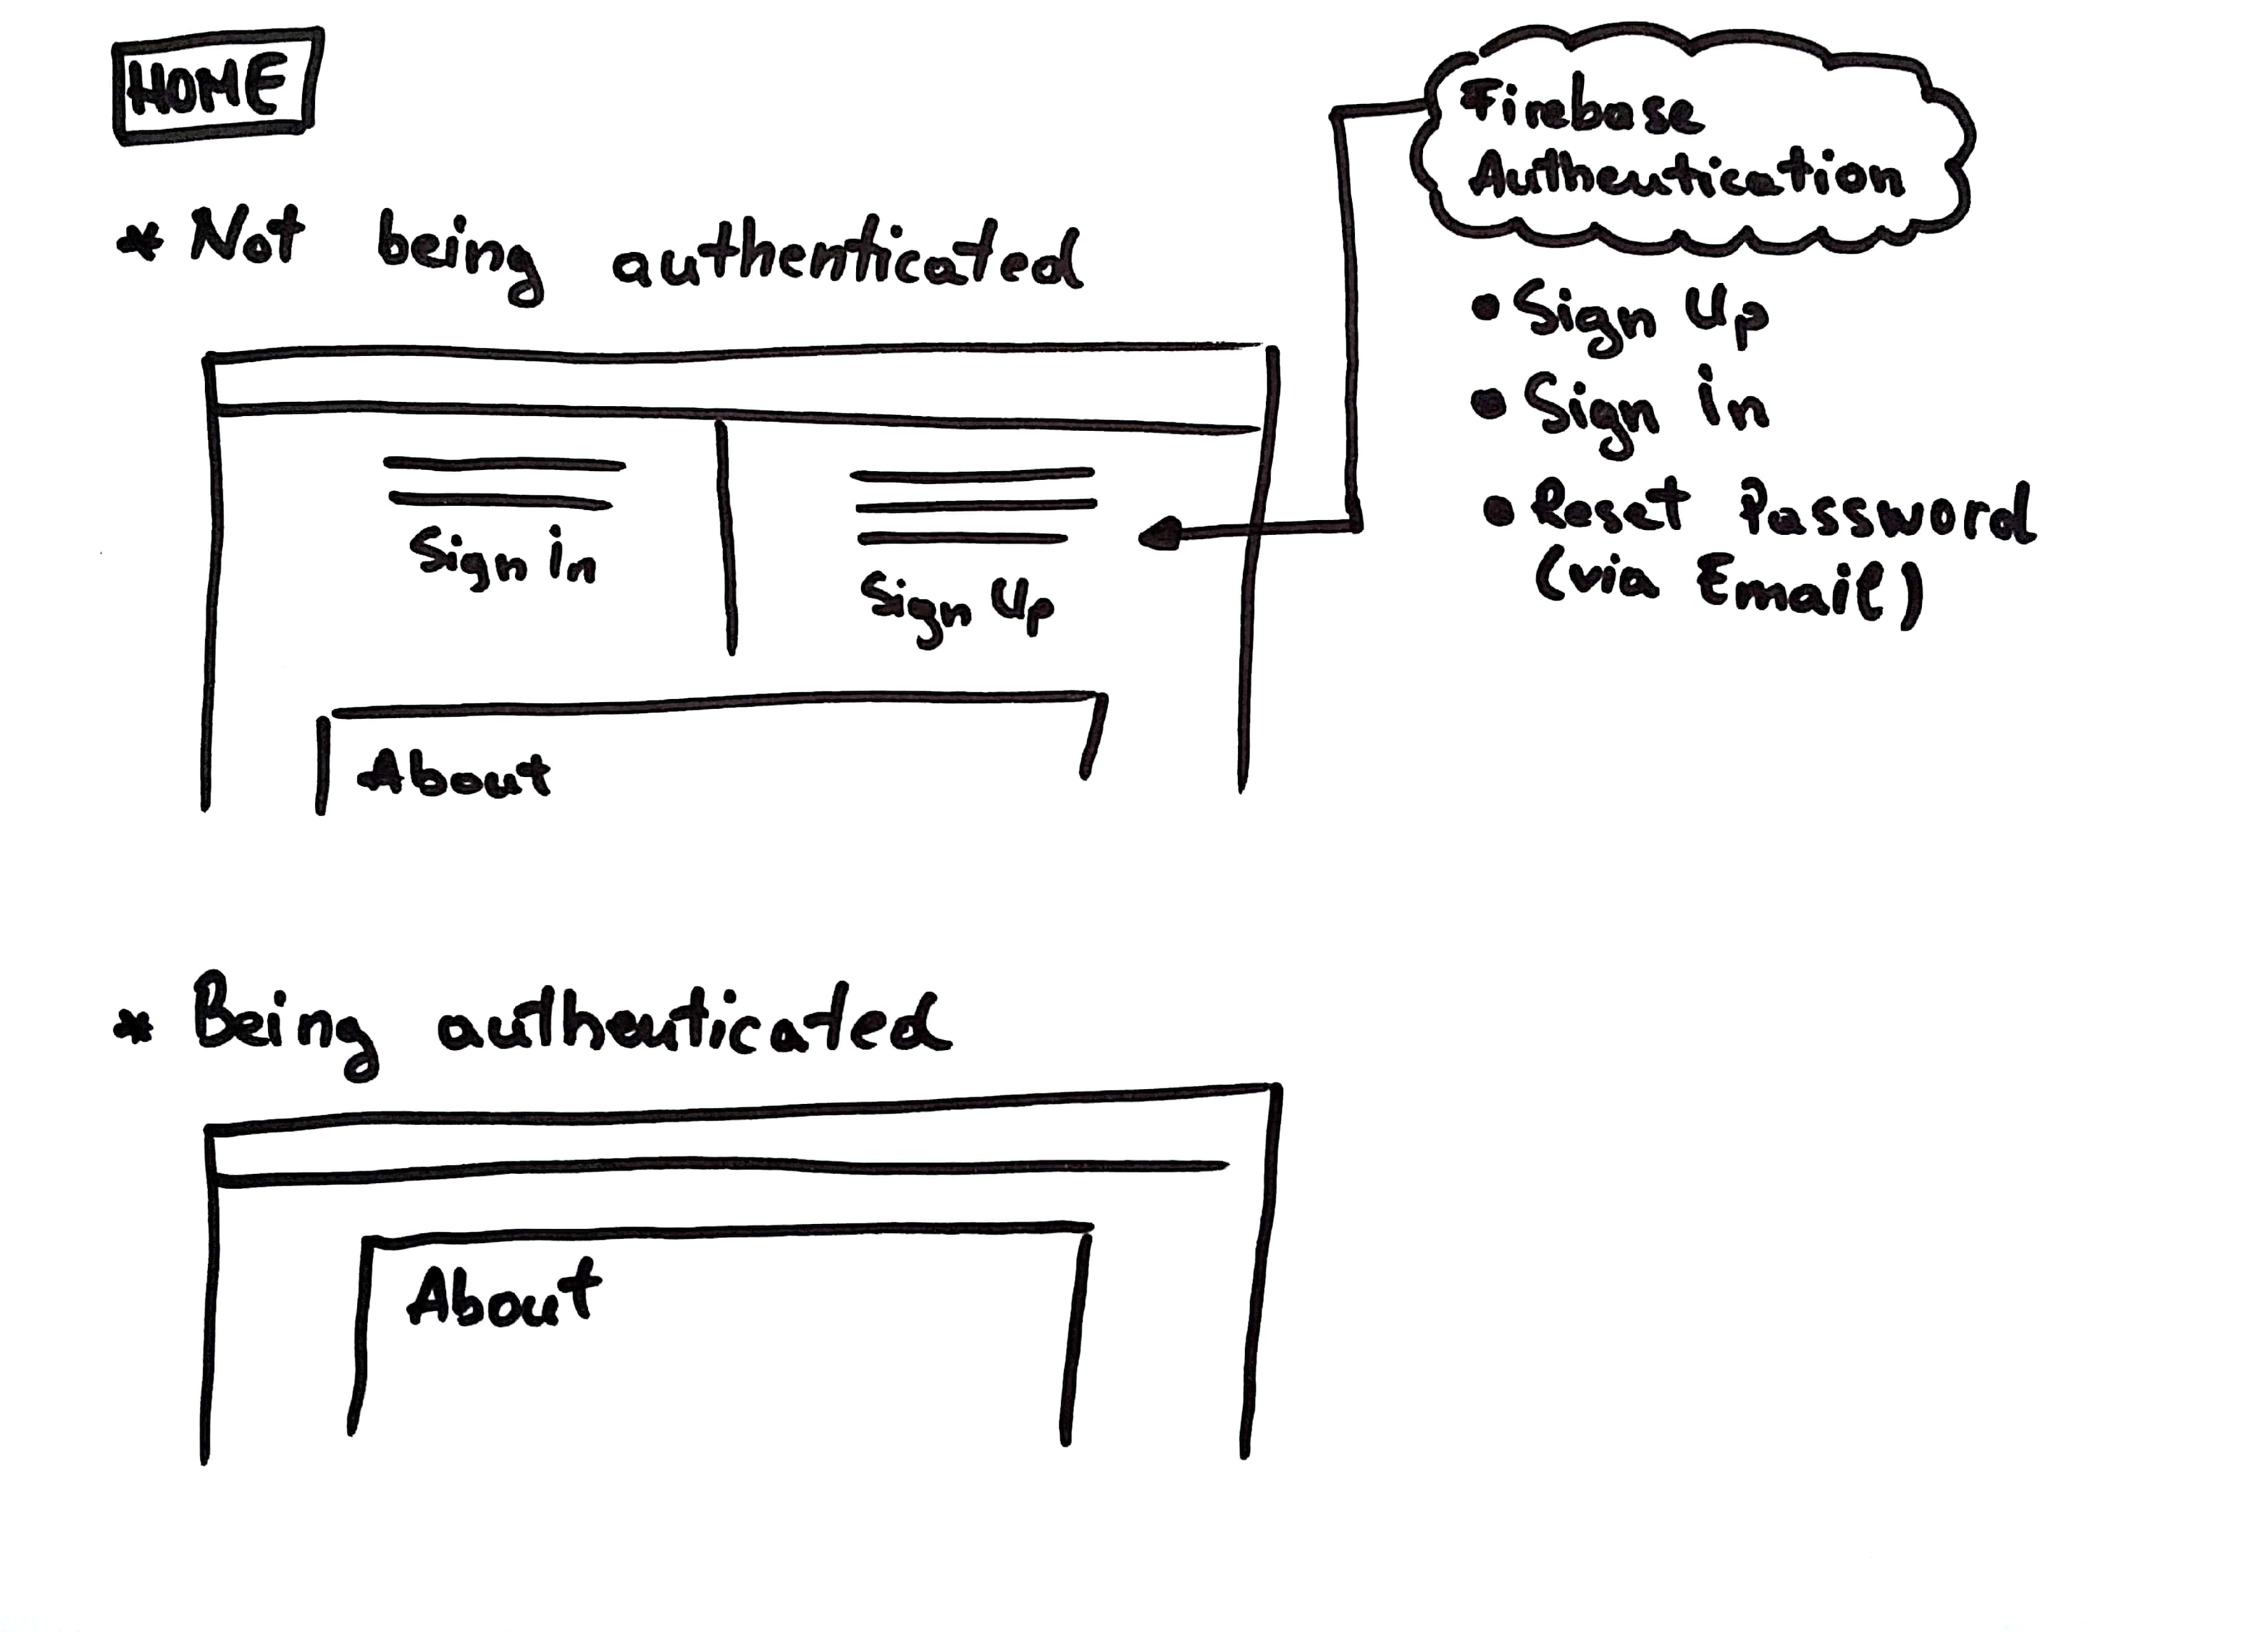 HOME
* Not being authenticated
Sign in
Sign Up
About
Firebase
Authentication
• Sign Up
• Sign in
• Reset Password
(via Email)
* Being authenticated
About